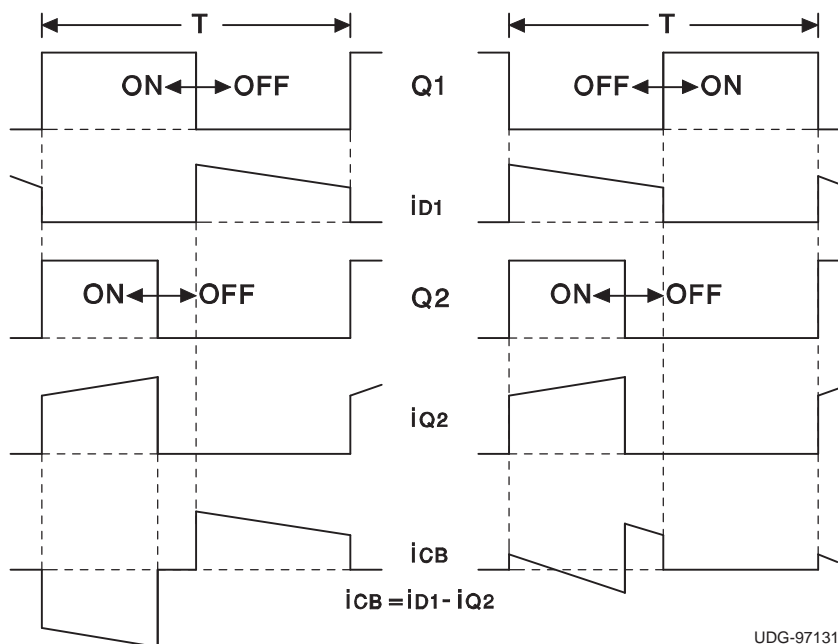 T T
ON OFF Q1 OFF ON
iD1
ON OFF Q2 ON OFF
iQ2
iCB
iCB = iD1 - iQ2
UDG-97131